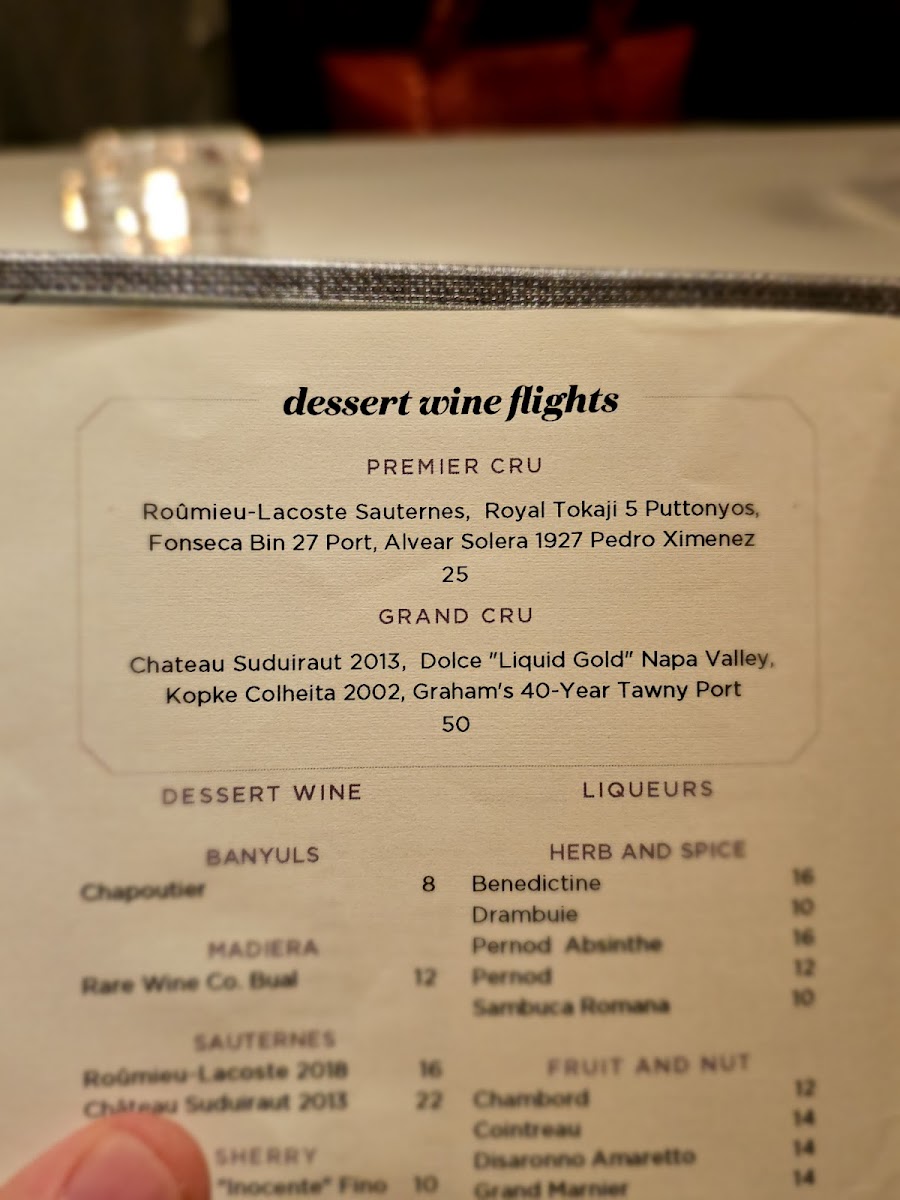 dessert wine flights
PREMIER CRU
Roûmieu-Lacoste Sauternes, Royal Tokaji 5 Puttonyos,
Fonseca Bin 27 Port, Alvear Solera 1927 Pedro Ximenez
25
GRAND CRU
Chateau Suduiraut 2013, Dolce "Liquid Gold" Napa Valley,
Kopke Colheita 2002, Graham's 40-Year Tawny Port
50
DESSERT WINE
BANYULS
Chapoutier 8
MADIERA
Rare Wine Co. Bual 12
SAUTERNES
Roûmieu-Lacoste 2018 16
Château Suduiraut 2013 22
SHERRY
"Inocente" Fino 10
LIQUEURS
HERB AND SPICE
Benedictine 16
Drambuie 10
Pernod Absinthe 16
Pernod 12
Sambuca Romana 10
FRUIT AND NUT
Chambord 12
Cointreau 14
Disaronno Amaretto 14
Grand Marnier 14